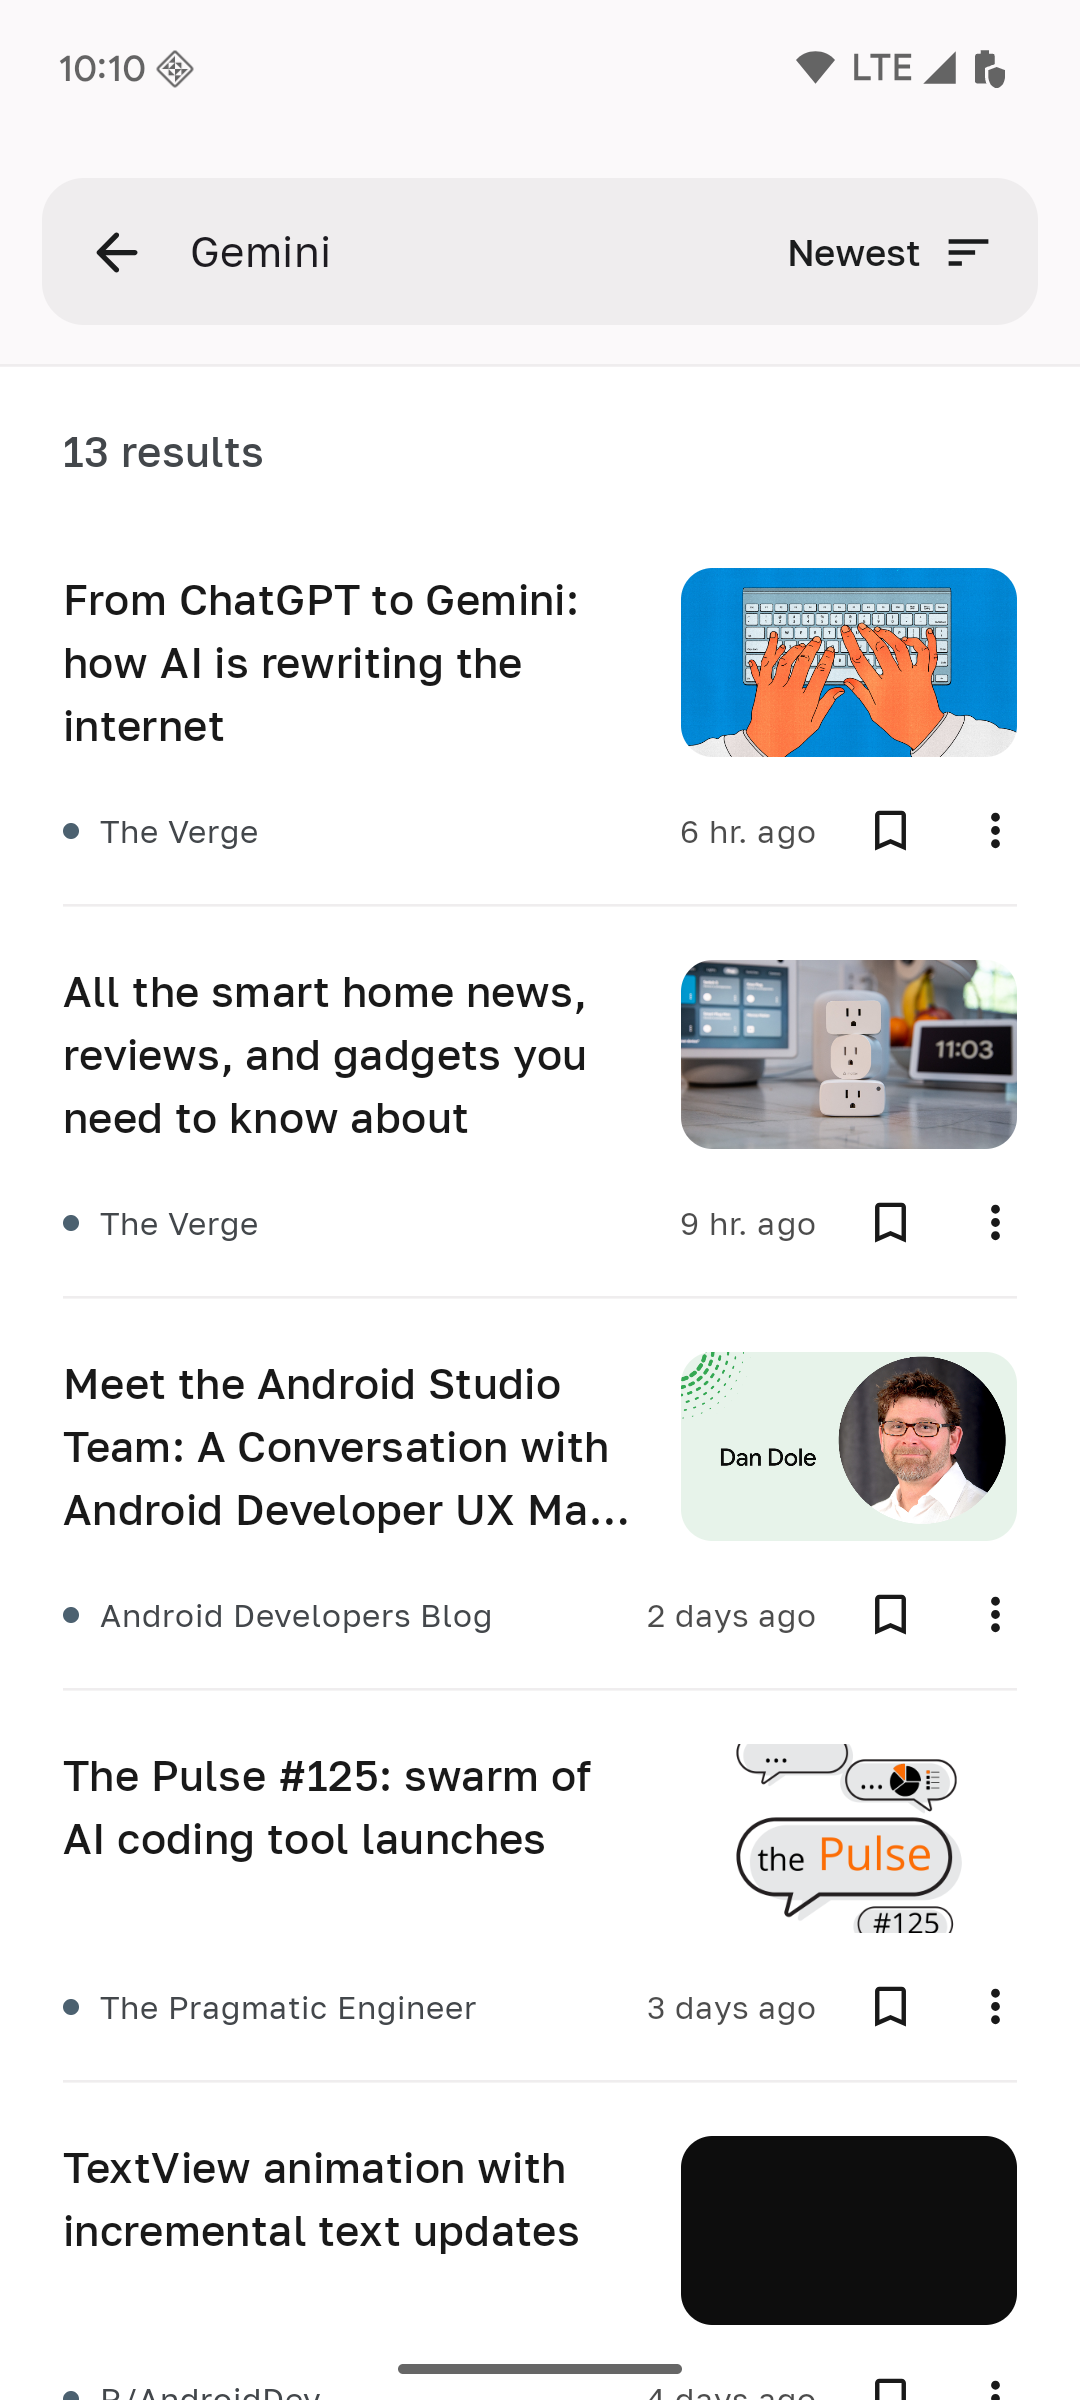 10:10
LTE
Gemini
Newest
13 results
From ChatGPT to Gemini:
how AI is rewriting the
internet
The Verge
6 hr. ago
All the smart home news,
reviews, and gadgets you
need to know about
11:03
The Verge
9 hr. ago
Meet the Android Studio
Team: A Conversation with
Android Developer UX Ma...
Dan Dole
Android Developers Blog
2 days ago
The Pulse #125: swarm of
AI coding tool launches
...
...
the Pulse
#125
The Pragmatic Engineer
3 days ago
TextView animation with
incremental text updates
R/AndroidDev
4 days ago